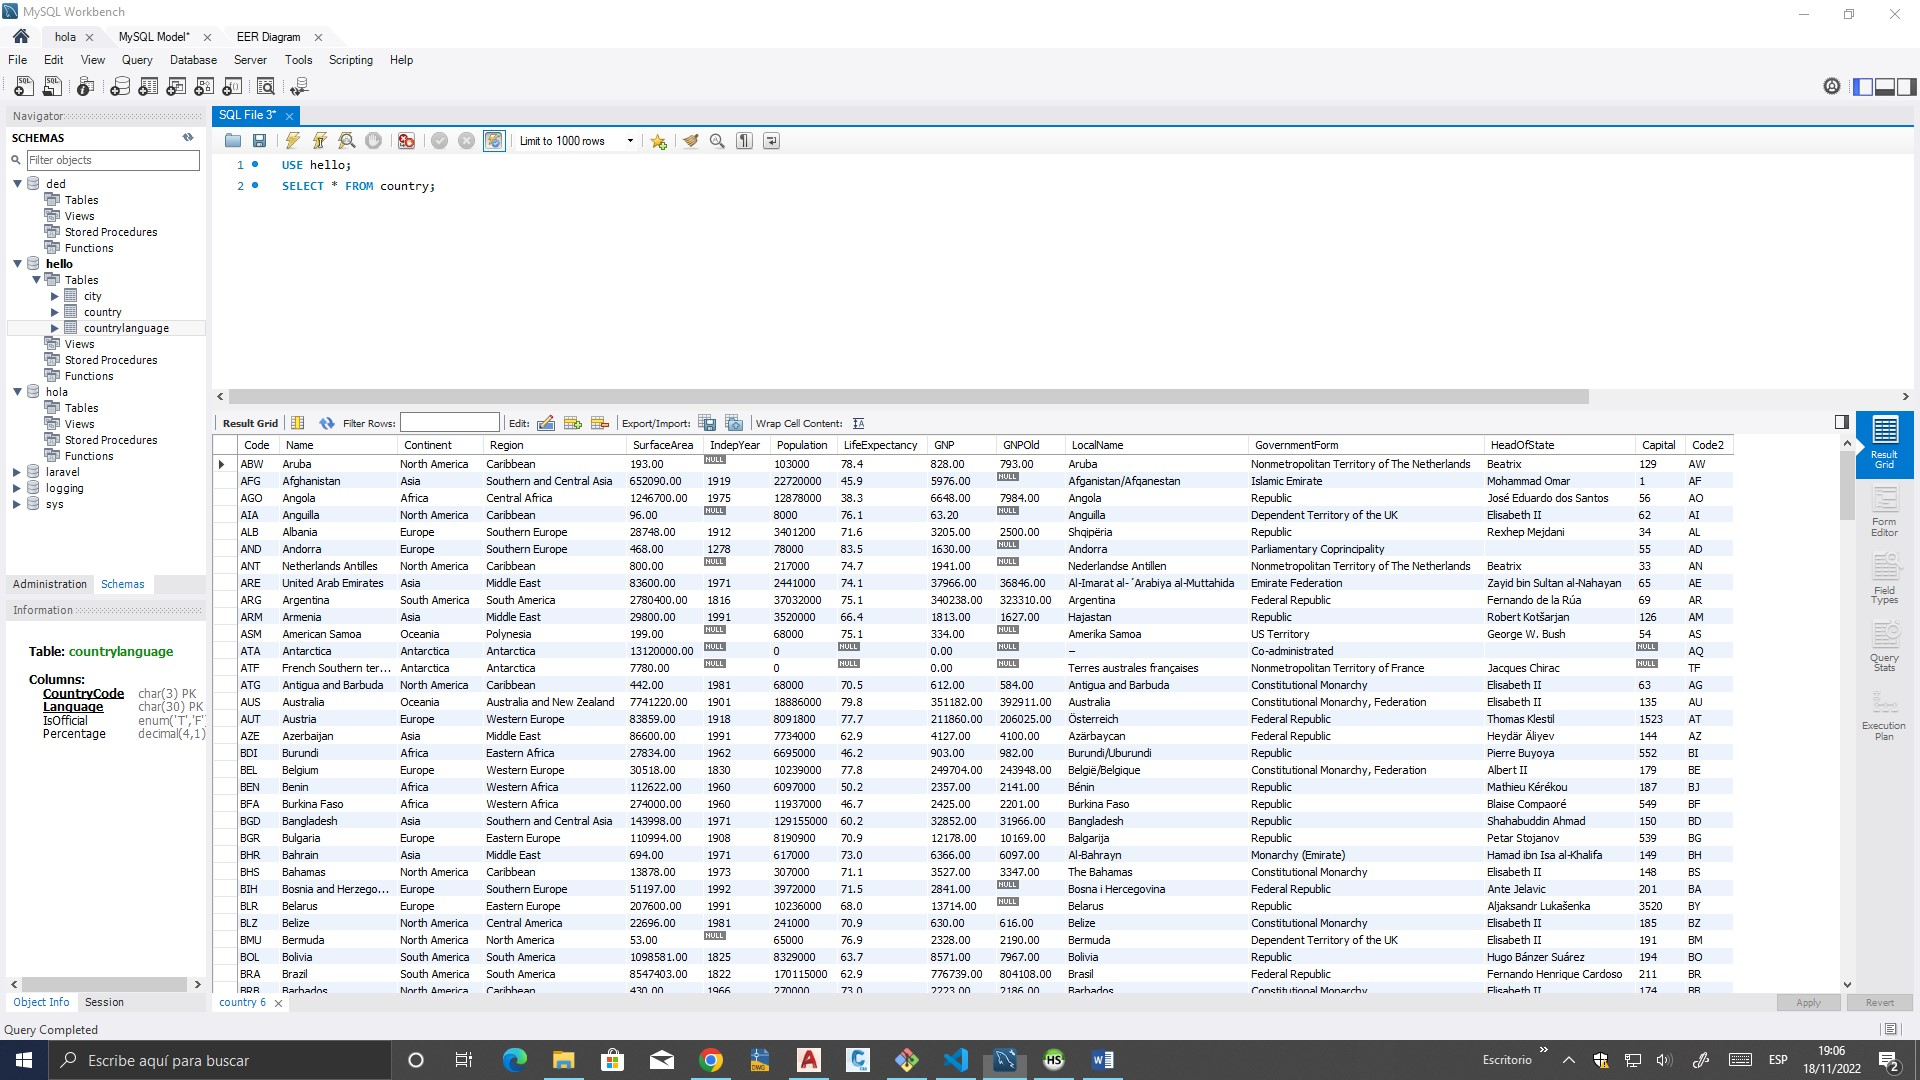 MySQL Workbench
hola
MySQL Model*
EER Diagram
File Edit View Query Database Server Tools Scripting Help
Navigator
SCHEMAS
Filter objects
ded
Tables
Views
Stored Procedures
Functions
hello
Tables
city
country
countrylanguage
Views
Stored Procedures
Functions
hola
Tables
Views
Stored Procedures
Functions
laravel
logging
sys
Administration Schemas
Information
Table: countrylanguage
Columns:
CountryCode char(3) PK
Language char(30) PK
IsOfficial enum('T','F')
Percentage decimal(4,1)
Object Info Session
SQL File 3*
Limit to 1000 rows
1 USE hello;
2 SELECT * FROM country;
Result Grid Filter Rows: Edit: Export/Import: Wrap Cell Content:
Code Name Continent Region SurfaceArea IndepYear Population LifeExpectancy GNP GNPOld LocalName GovernmentForm HeadOfState Capital Code2
ABW Aruba North America Caribbean 193.00 NULL 103000 78.4 828.00 793.00 Aruba Nonmetropolitan Territory of The Netherlands Beatrix 129 AW
AFG Afghanistan Asia Southern and Central Asia 652090.00 1919 22720000 45.9 5976.00 NULL Afganistan/Afqanestan Islamic Emirate Mohammad Omar 1 AF
AGO Angola Africa Central Africa 1246700.00 1975 12878000 38.3 6648.00 7984.00 Angola Republic José Eduardo dos Santos 56 AO
AIA Anguilla North America Caribbean 96.00 NULL 8000 76.1 63.20 NULL Anguilla Dependent Territory of the UK Elisabeth II 62 AI
ALB Albania Europe Southern Europe 28748.00 1912 3401200 71.6 3205.00 2500.00 Shqipëria Republic Rexhep Mejdani 34 AL
AND Andorra Europe Southern Europe 468.00 1278 78000 83.5 1630.00 NULL Andorra Parliamentary Coprincipality 55 AD
ANT Netherlands Antilles North America Caribbean 800.00 NULL 217000 74.7 1941.00 NULL Nederlandse Antillen Nonmetropolitan Territory of The Netherlands Beatrix 33 AN
ARE United Arab Emirates Asia Middle East 83600.00 1971 2441000 74.1 37966.00 36846.00 Al-Imarat al-´Arabiya al-Muttahida Emirate Federation Zayid bin Sultan al-Nahayan 65 AE
ARG Argentina South America South America 2780400.00 1816 37032000 75.1 340238.00 323310.00 Argentina Federal Republic Fernando de la Rúa 69 AR
ARM Armenia Asia Middle East 29800.00 1991 3520000 66.4 1813.00 1627.00 Hajastan Republic Robert Kotšarjan 126 AM
ASM American Samoa Oceania Polynesia 199.00 NULL 68000 75.1 334.00 NULL Amerika Samoa US Territory George W. Bush 54 AS
ATA Antarctica Antarctica Antarctica 13120000.00 NULL 0 NULL 0.00 NULL – Co-administrated NULL AQ
ATF French Southern ter... Antarctica Antarctica 7780.00 NULL 0 NULL 0.00 NULL Terres australes françaises Nonmetropolitan Territory of France Jacques Chirac NULL TF
ATG Antigua and Barbuda North America Caribbean 442.00 1981 68000 70.5 612.00 584.00 Antigua and Barbuda Constitutional Monarchy Elisabeth II 63 AG
AUS Australia Oceania Australia and New Zealand 7741220.00 1901 18886000 79.8 351182.00 392911.00 Australia Constitutional Monarchy, Federation Elisabeth II 135 AU
AUT Austria Europe Western Europe 83859.00 1918 8091800 77.7 211860.00 206025.00 Österreich Federal Republic Thomas Klestil 1523 AT
AZE Azerbaijan Asia Middle East 86600.00 1991 7734000 62.9 4127.00 4100.00 Azärbaycan Federal Republic Heydär Äliyev 144 AZ
BDI Burundi Africa Eastern Africa 27834.00 1962 6695000 46.2 903.00 982.00 Burundi/Uburundi Republic Pierre Buyoya 552 BI
BEL Belgium Europe Western Europe 30518.00 1830 10239000 77.8 249704.00 243948.00 België/Belgique Constitutional Monarchy, Federation Albert II 179 BE
BEN Benin Africa Western Africa 112622.00 1960 6097000 50.2 2357.00 2141.00 Bénin Republic Mathieu Kérékou 187 BJ
BFA Burkina Faso Africa Western Africa 274000.00 1960 11937000 46.7 2425.00 2201.00 Burkina Faso Republic Blaise Compaoré 549 BF
BGD Bangladesh Asia Southern and Central Asia 143998.00 1971 129155000 60.2 32852.00 31966.00 Bangladesh Republic Shahabuddin Ahmad 150 BD
BGR Bulgaria Europe Eastern Europe 110994.00 1908 8190900 70.9 12178.00 10169.00 Balgarija Republic Petar Stojanov 539 BG
BHR Bahrain Asia Middle East 694.00 1971 617000 73.0 6366.00 6097.00 Al-Bahrayn Monarchy (Emirate) Hamad ibn Isa al-Khalifa 149 BH
BHS Bahamas North America Caribbean 13878.00 1973 307000 71.1 3527.00 3347.00 The Bahamas Constitutional Monarchy Elisabeth II 148 BS
BIH Bosnia and Herzego... Europe Southern Europe 51197.00 1992 3972000 71.5 2841.00 NULL Bosna i Hercegovina Federal Republic Ante Jelavic 201 BA
BLR Belarus Europe Eastern Europe 207600.00 1991 10236000 68.0 13714.00 NULL Belarus Republic Aljaksandr Lukašenka 3520 BY
BLZ Belize North America Central America 22696.00 1981 241000 70.9 630.00 616.00 Belize Constitutional Monarchy Elisabeth II 185 BZ
BMU Bermuda North America North America 53.00 NULL 65000 76.9 2328.00 2190.00 Bermuda Dependent Territory of the UK Elisabeth II 191 BM
BOL Bolivia South America South America 1098581.00 1825 8329000 63.7 8571.00 7967.00 Bolivia Republic Hugo Bánzer Suárez 194 BO
BRA Brazil South America South America 8547403.00 1822 170115000 62.9 776739.00 804108.00 Brasil Federal Republic Fernando Henrique Cardoso 211 BR
BRB Barbados North America Caribbean 430.00 1966 270000 73.0 2223.00 2186.00 Barbados Constitutional Monarchy Elisabeth II 174 BB
Result Grid
Form Editor
Field Types
Query Stats
Execution Plan
country 6
Apply Revert
Query Completed
Escribe aquí para buscar
DWG
HS
Escritorio
ESP
19:06
18/11/2022
2